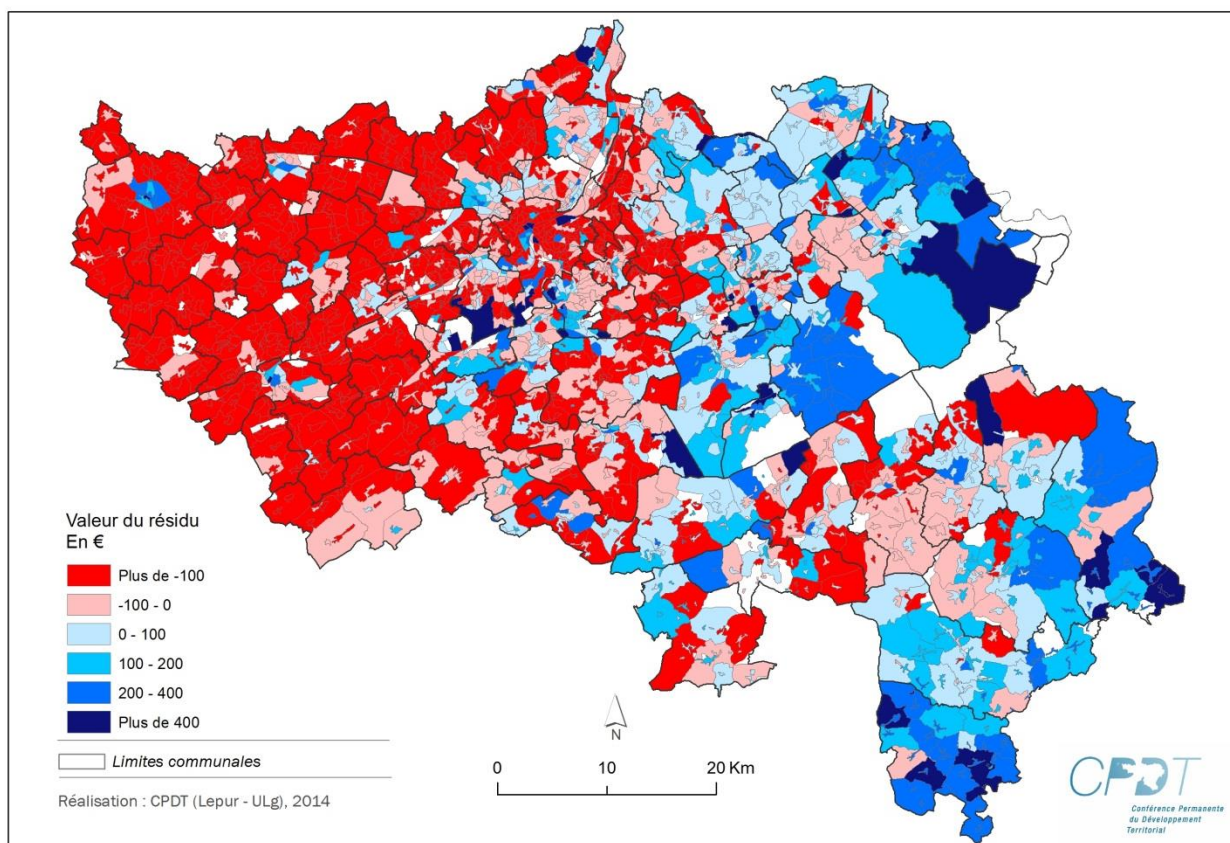 Valeur du résidu
En €
Plus de -100
-100 - 0
0 - 100
100 - 200
200 - 400
Plus de 400
Limites communales
Réalisation : CPDT (Lepur - ULg), 2014
N
0 10 20 Km
CPDT
Conférence Permanente
du Développement
Territorial